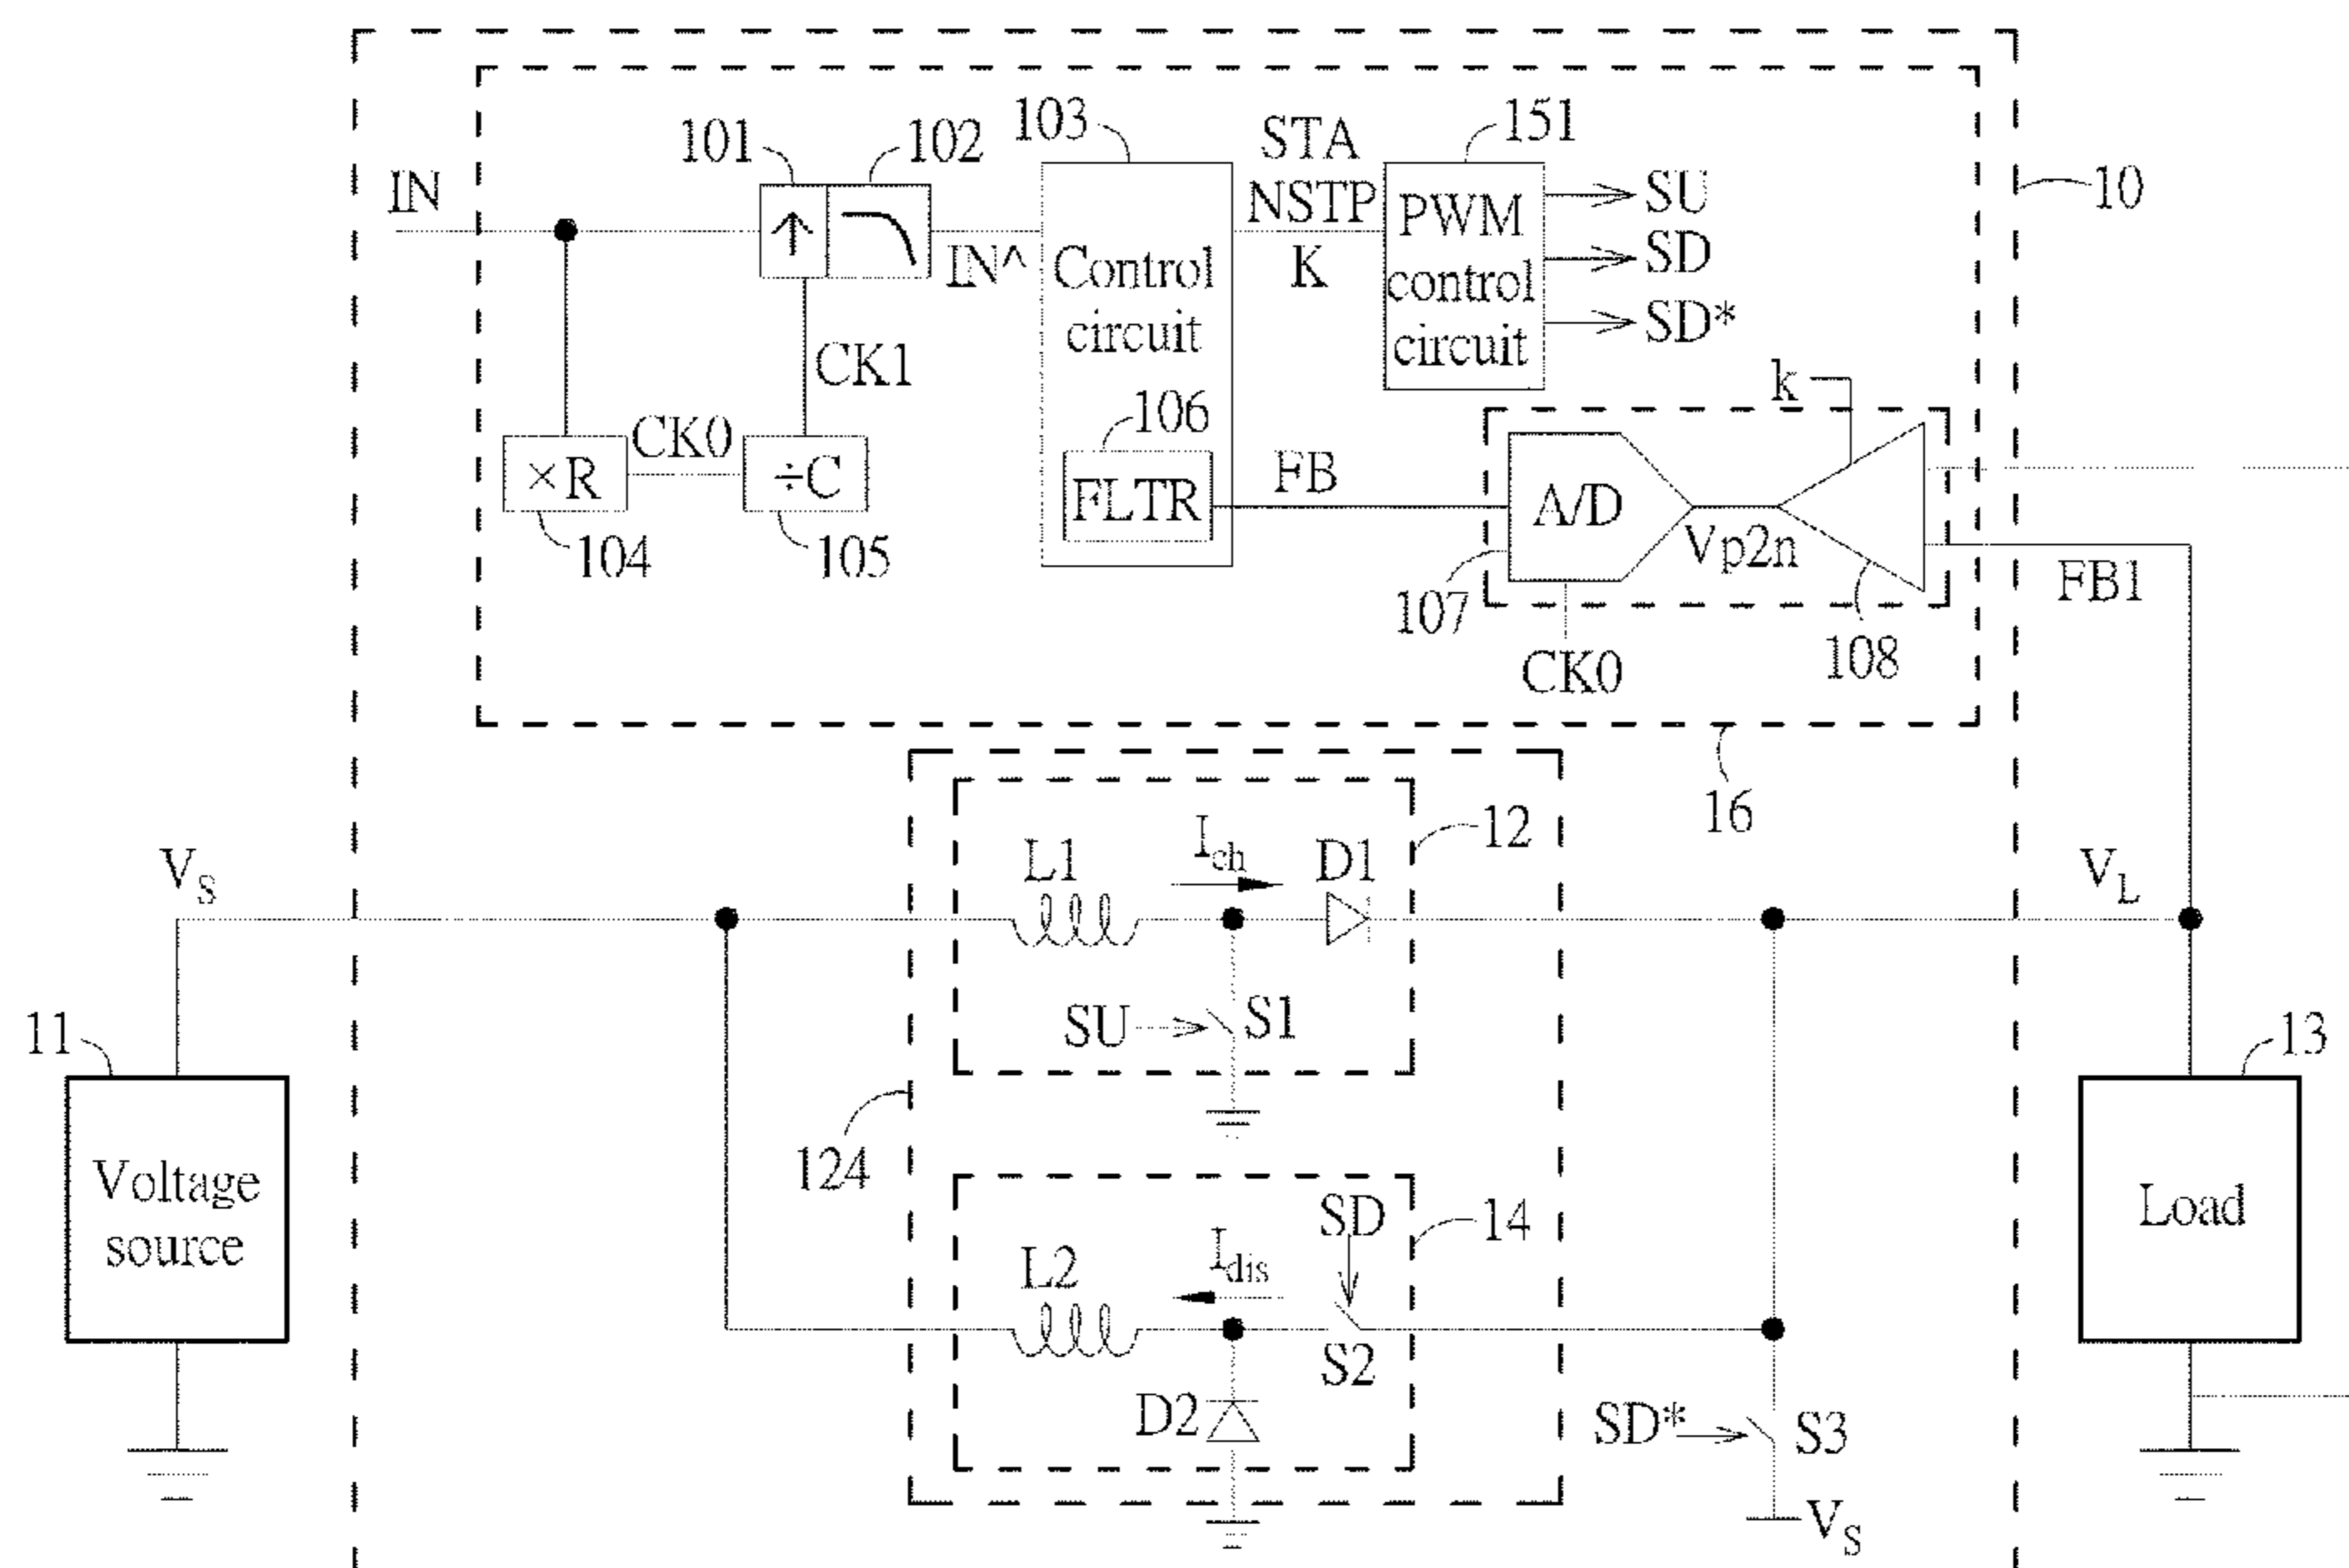 101
102
103
STA
151
IN
IN^
NSTP
K
PWM
control
circuit
SU
SD
SD*
10
Control
circuit
CK1
k
106
CK0
×R
÷C
FLTR
FB
A/D
Vp2n
104
105
107
CK0
108
FB1
16
VS
L1
Ich
D1
12
VL
11
SU
S1
13
Voltage
source
124
Load
L2
Idis
SD
14
S2
D2
SD*
S3
VS